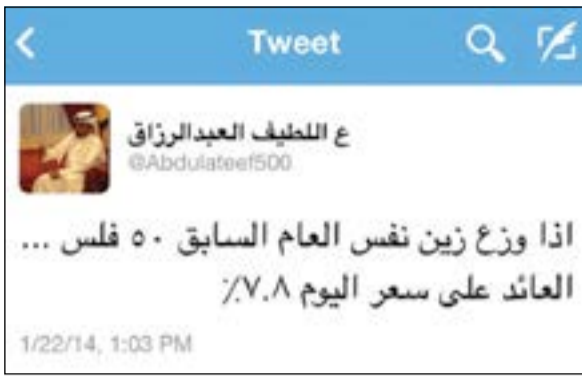 Tweet
ع اللطيف العبدالرزاق
@Abdulateef500
اذا وزع زين نفس العام السابق ٥٠ فلس ...
العائد على سعر اليوم ٧.٨٪
1/22/14, 1:03 PM